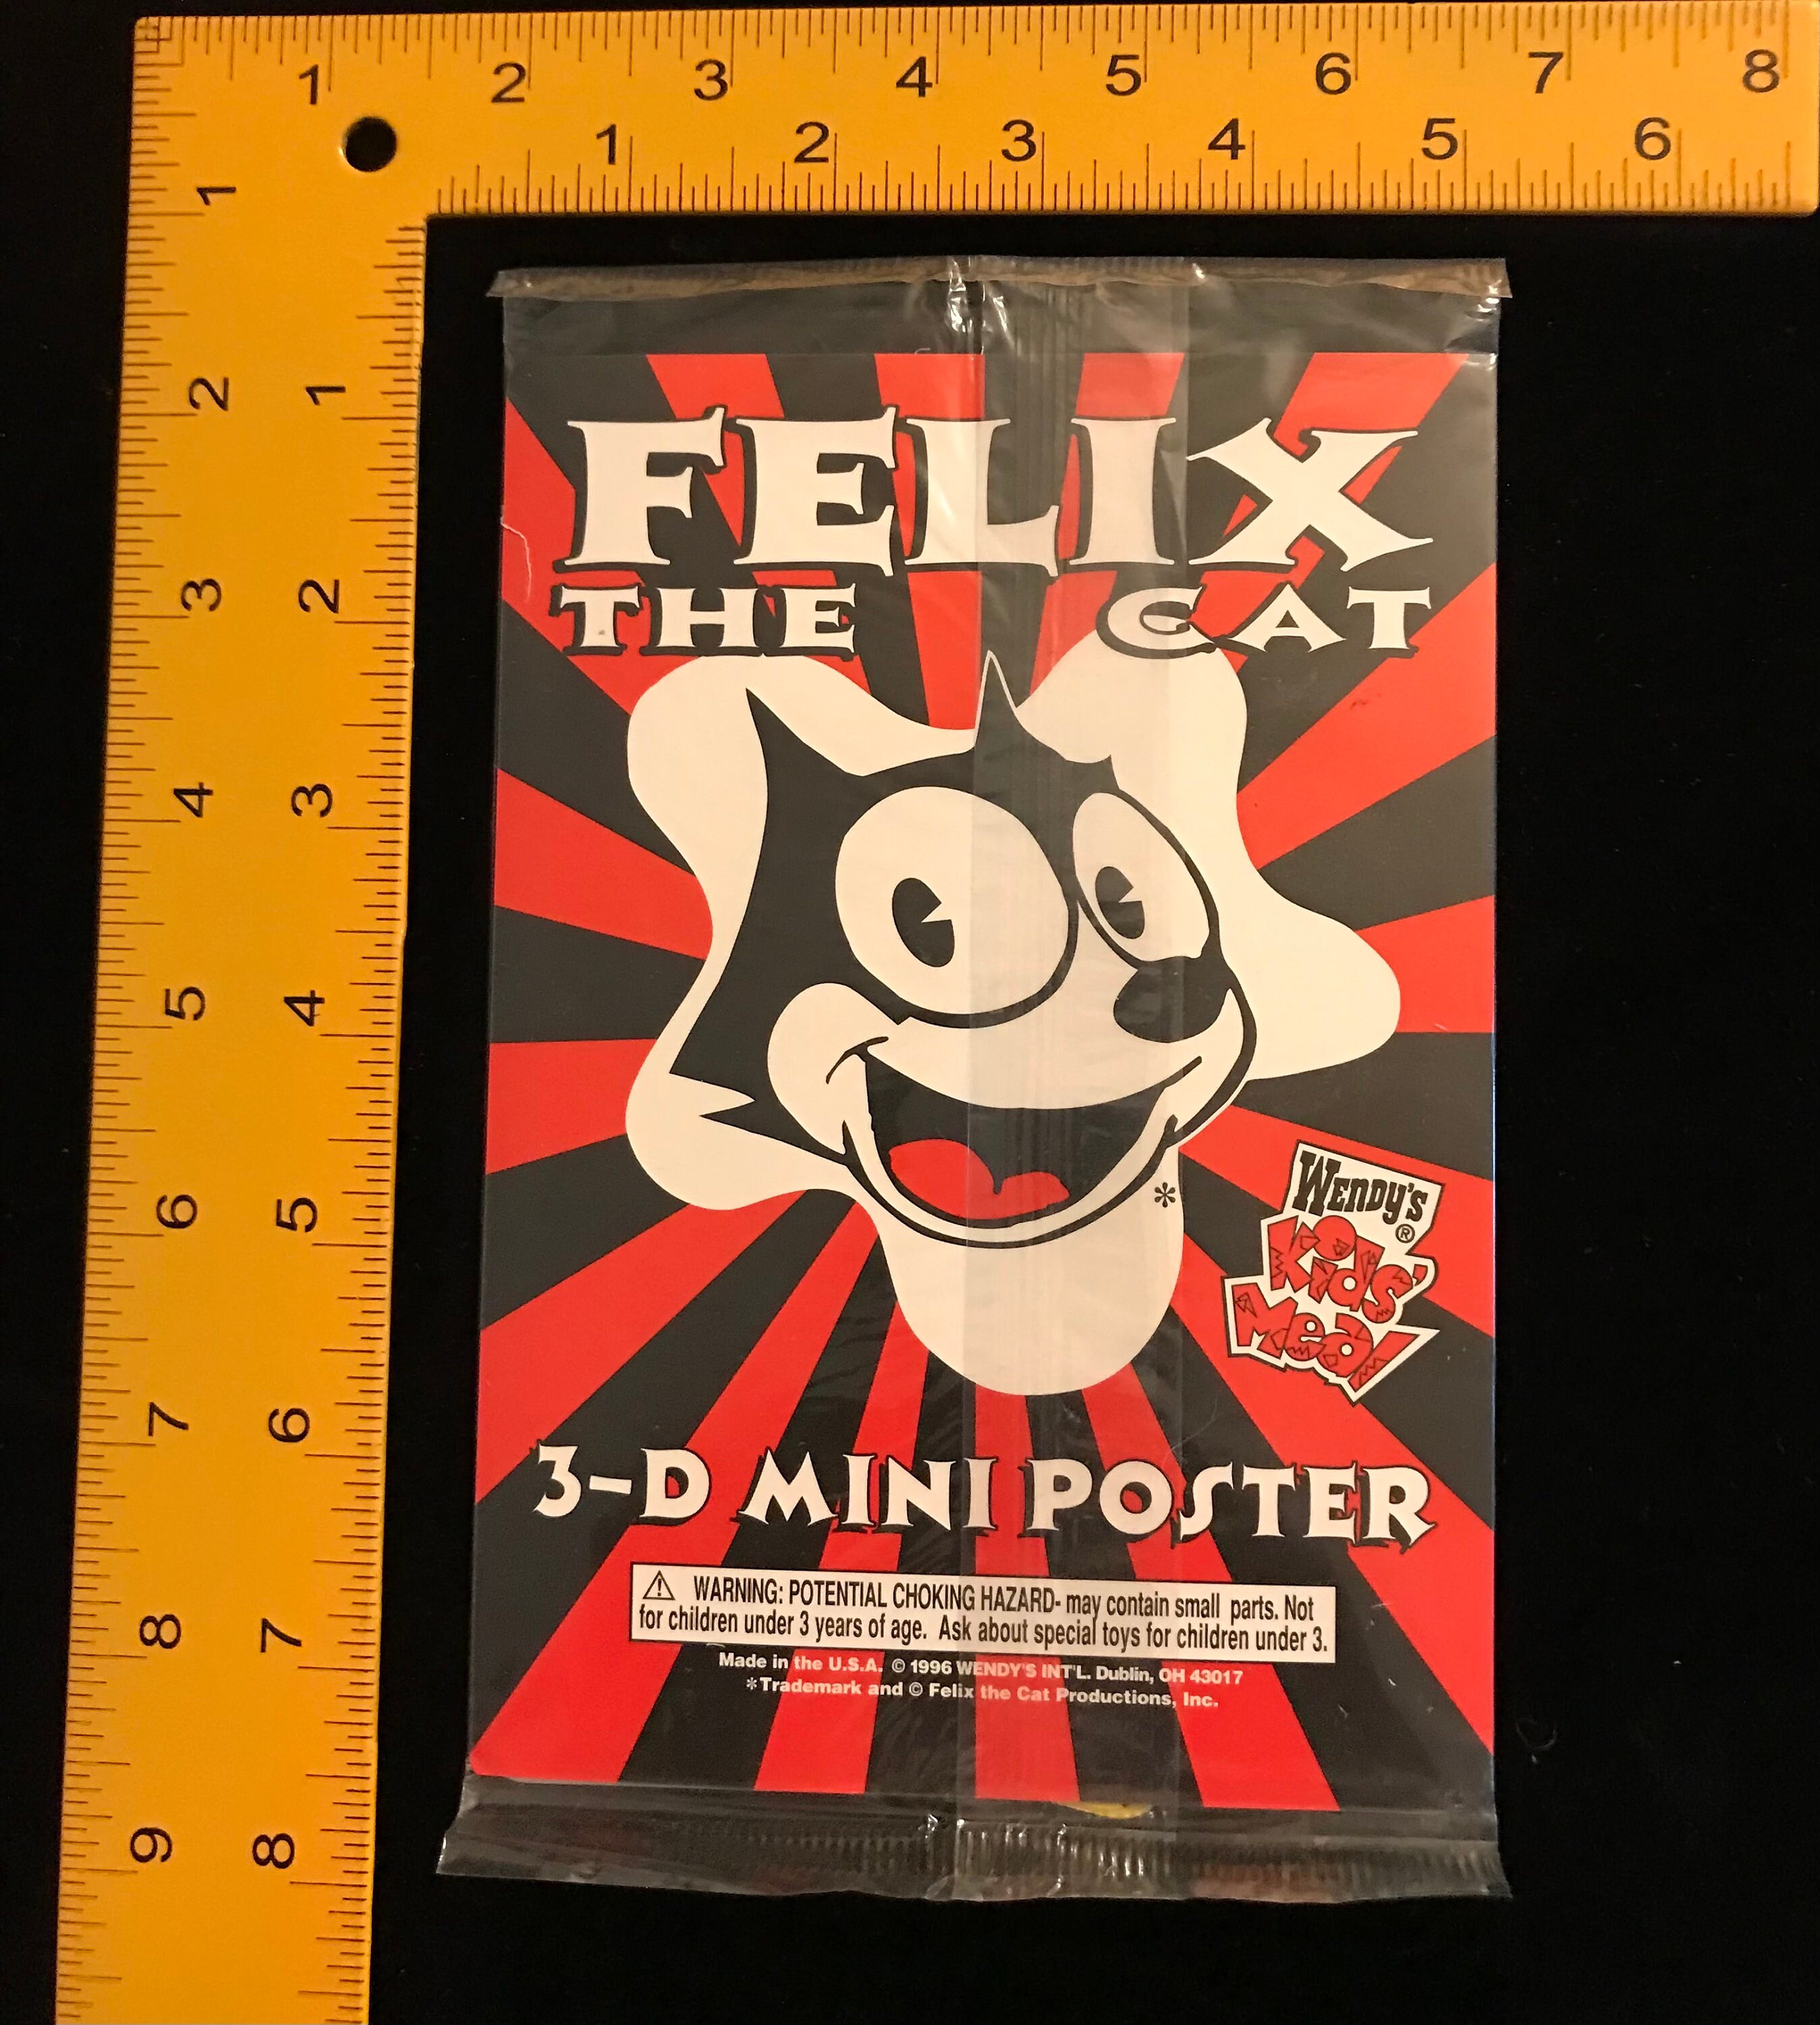 1 2 3 4 5 6 7 8
1 2 3 4 5 6
1 2 3 4 5 6 7 8 9
1 2 3 4 5 6 7 8
FELIX
THE CAT
*
WENDY'S
®
Kids'
Meal
3-D MINI POSTER
⚠ WARNING: POTENTIAL CHOKING HAZARD- may contain small parts. Not
for children under 3 years of age. Ask about special toys for children under 3.
Made in the U.S.A. © 1996 WENDY'S INT'L. Dublin, OH 43017
*Trademark and © Felix the Cat Productions, Inc.